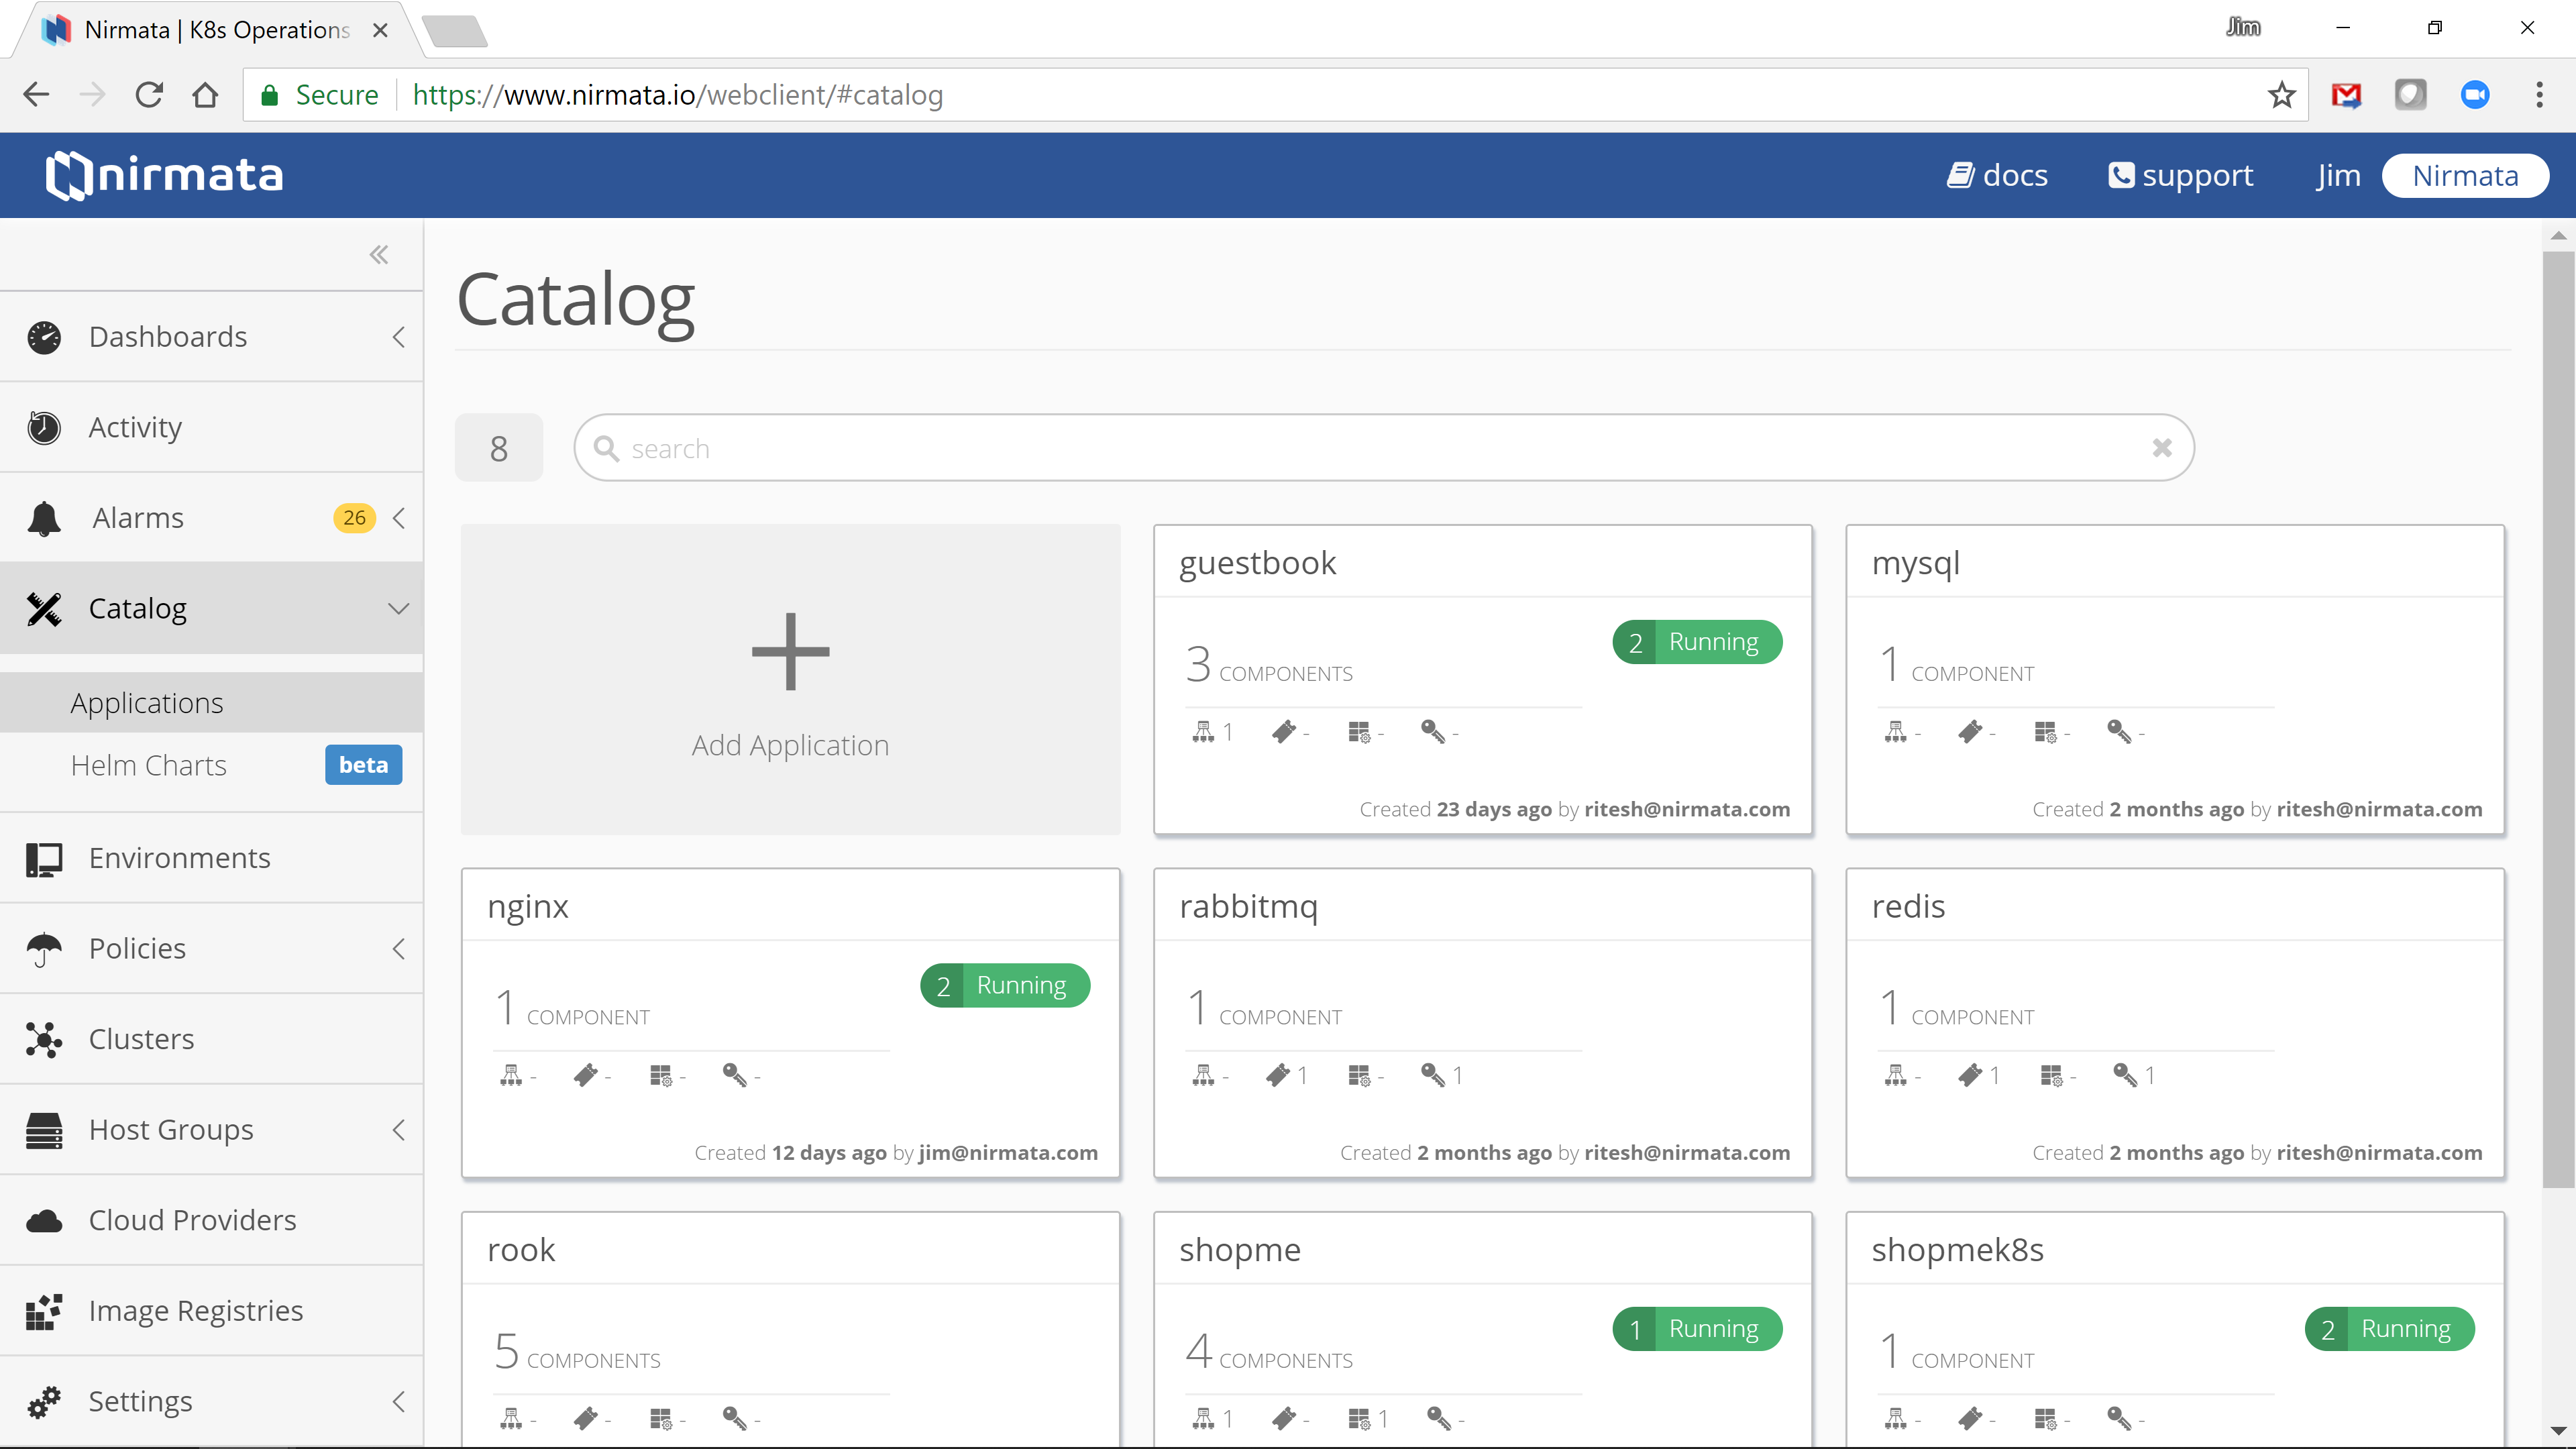 Nirmata | K8s Operations
Jim
Secure
https://www.nirmata.io/webclient/#catalog
nirmata
docs
support
Jim
Nirmata
Dashboards
Activity
Alarms
26
Catalog
Applications
Helm Charts
beta
Environments
Policies
Clusters
Host Groups
Cloud Providers
Image Registries
Settings
Catalog
8
search
Add Application
guestbook
2 Running
3 COMPONENTS
1 - - -
Created 23 days ago by ritesh@nirmata.com
mysql
1 COMPONENT
- - - -
Created 2 months ago by ritesh@nirmata.com
nginx
2 Running
1 COMPONENT
- - - -
Created 12 days ago by jim@nirmata.com
rabbitmq
1 COMPONENT
- 1 - 1
Created 2 months ago by ritesh@nirmata.com
redis
1 COMPONENT
- 1 - 1
Created 2 months ago by ritesh@nirmata.com
rook
5 COMPONENTS
- - - -
shopme
1 Running
4 COMPONENTS
1 - 1 -
shopmek8s
2 Running
1 COMPONENT
- - - -